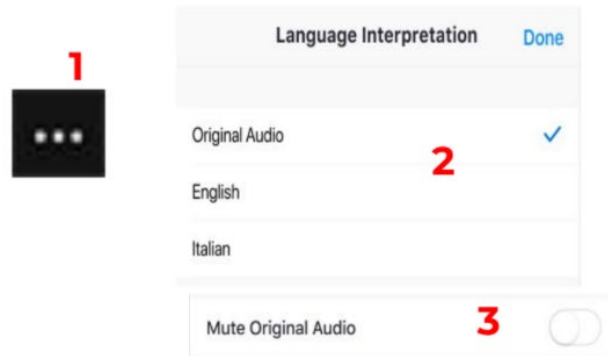 1
Language Interpretation Done
Original Audio
2
English
Italian
Mute Original Audio 3